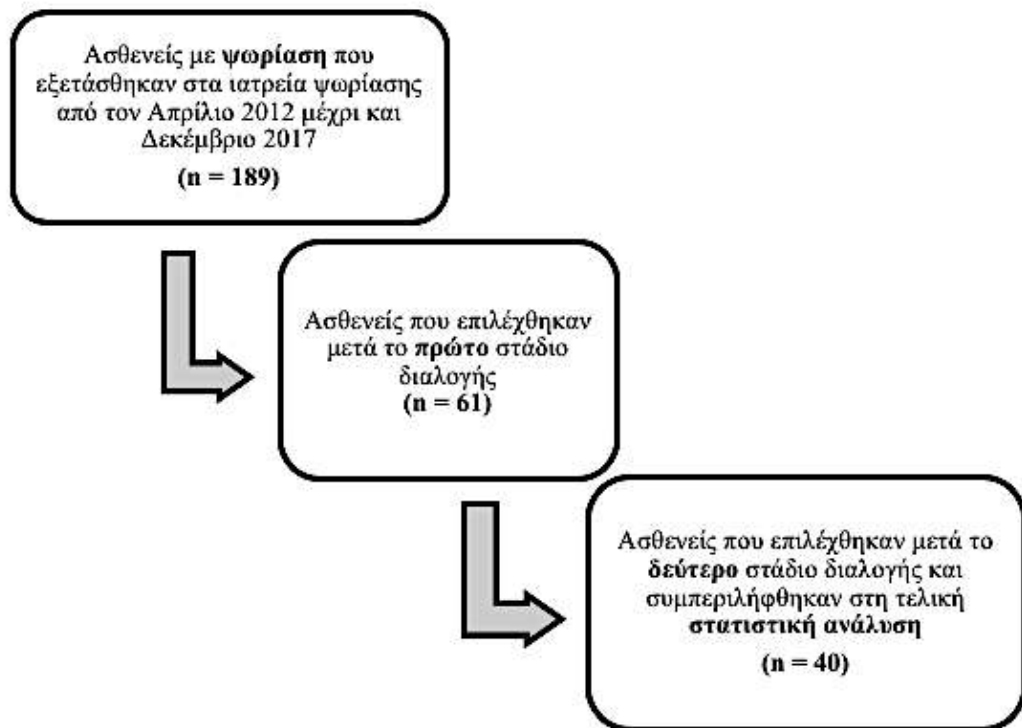 Ασθενείς με ψωρίαση που
εξετάσθηκαν στα ιατρεία ψωρίασης
από τον Απρίλιο 2012 μέχρι και
Δεκέμβριο 2017
(n = 189)
Ασθενείς που επιλέχθηκαν
μετά το πρώτο στάδιο
διαλογής
(n = 61)
Ασθενείς που επιλέχθηκαν μετά το
δεύτερο στάδιο διαλογής και
συμπεριλήφθηκαν στη τελική
στατιστική ανάλυση
(n = 40)